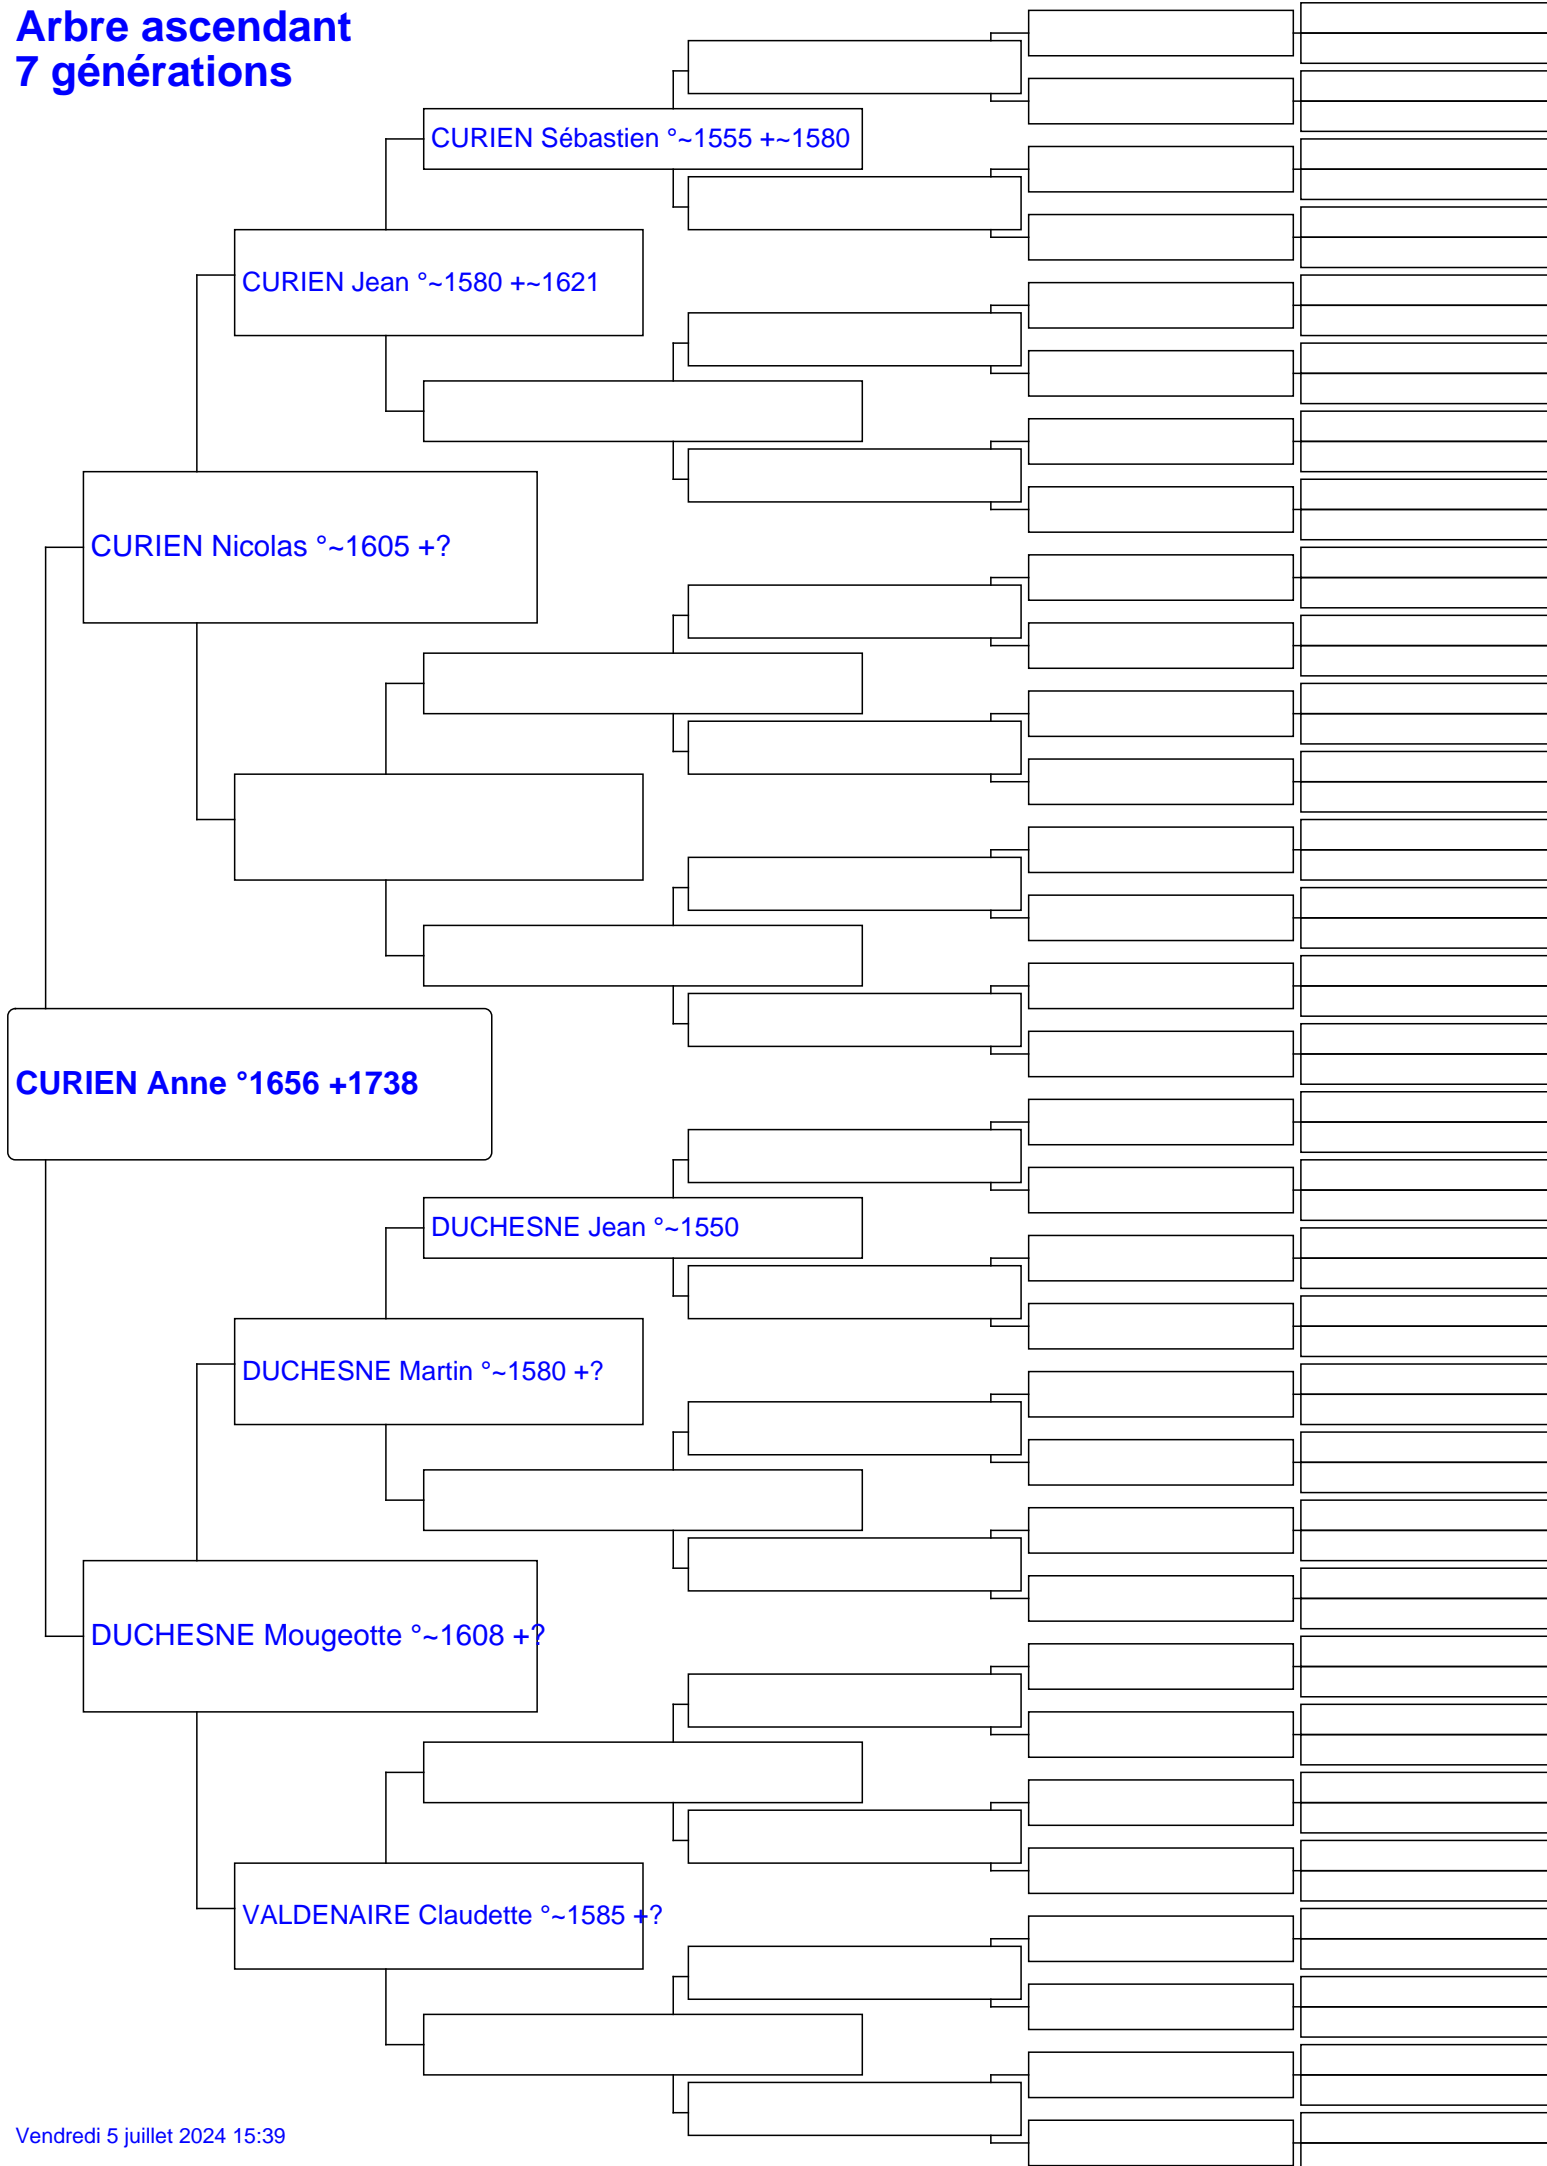 Arbre ascendant
7 générations
CURIEN Sébastien °~1555 +~1580
CURIEN Jean °~1580 +~1621
CURIEN Nicolas °~1605 +?
CURIEN Anne °1656 +1738
DUCHESNE Jean °~1550
DUCHESNE Martin °~1580 +?
DUCHESNE Mougeotte °~1608 +?
VALDENAIRE Claudette °~1585 +?
Vendredi 5 juillet 2024 15:39